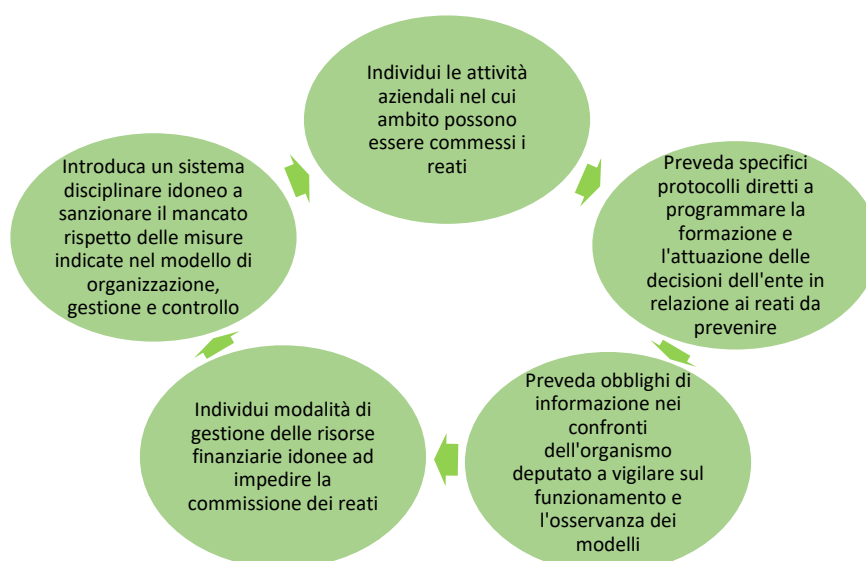 Individui le attività
aziendali nel cui
ambito possono
essere commessi i
reati
Preveda specifici
protocolli diretti a
programmare la
formazione e
l'attuazione delle
decisioni dell'ente in
relazione ai reati da
prevenire
Preveda obblighi di
informazione nei
confronti
dell'organismo
deputato a vigilare sul
funzionamento e
l'osservanza dei
modelli
Individui modalità di
gestione delle risorse
finanziarie idonee ad
impedire la
commissione dei reati
Introduca un sistema
disciplinare idoneo a
sanzionare il mancato
rispetto delle misure
indicate nel modello di
organizzazione,
gestione e controllo